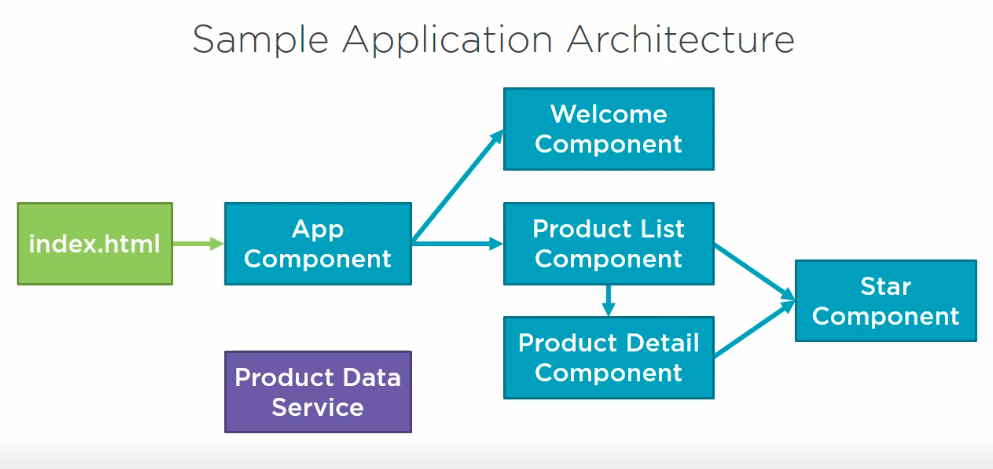 Sample Application Architecture
Welcome
Component
index.html
App
Component
Product List
Component
Star
Component
Product Detail
Component
Product Data
Service